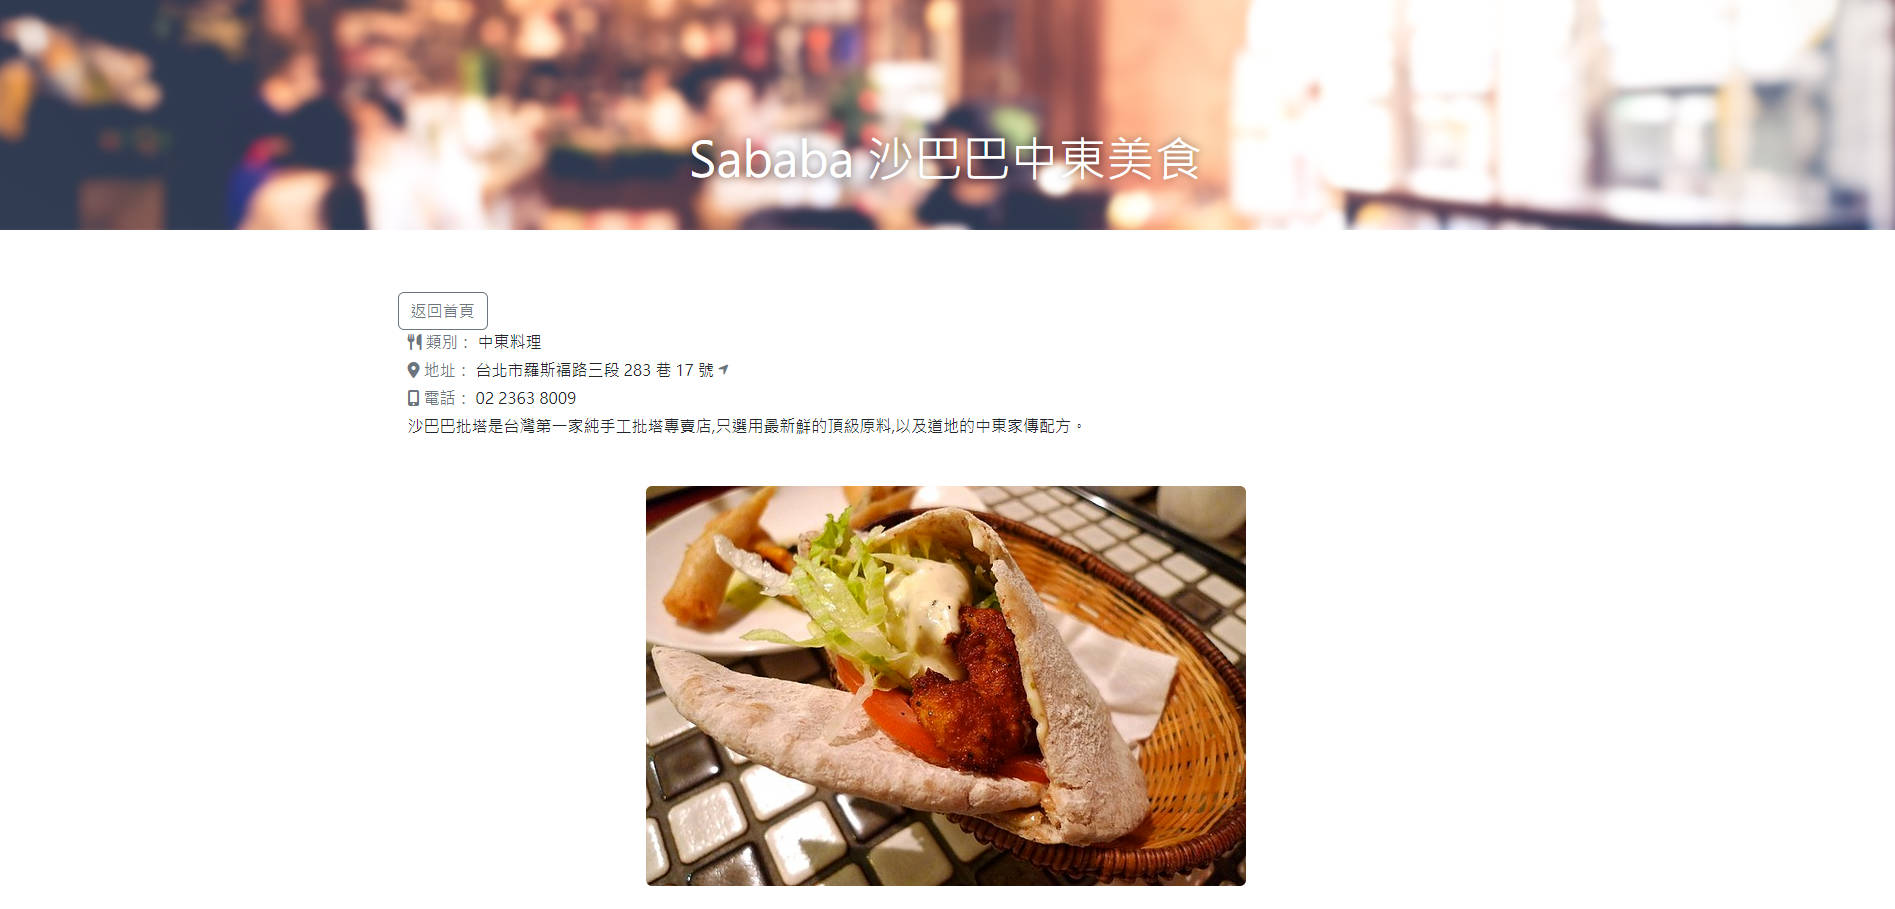 Sababa 沙巴巴中東美食
返回首頁
類別： 中東料理
地址： 台北市羅斯福路三段 283 巷 17 號
電話： 02 2363 8009
沙巴巴批塔是台灣第一家純手工批塔專賣店,只選用最新鮮的頂級原料,以及道地的中東家傳配方。